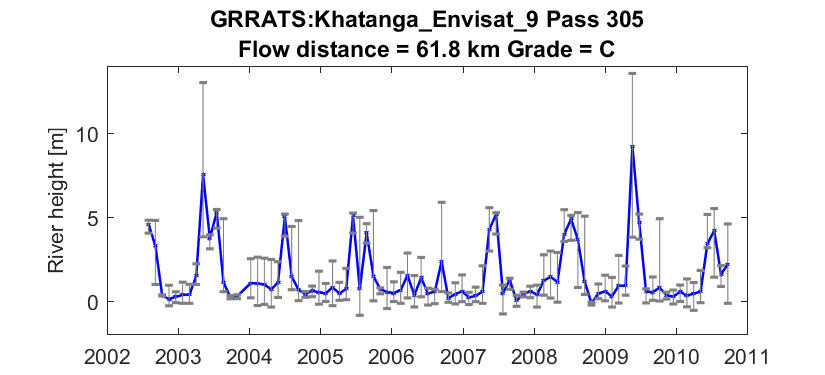 GRRATS:Khatanga_Envisat_9 Pass 305
Flow distance = 61.8 km Grade = C
River height [m]
10
5
0
2002 2003 2004 2005 2006 2007 2008 2009 2010 2011